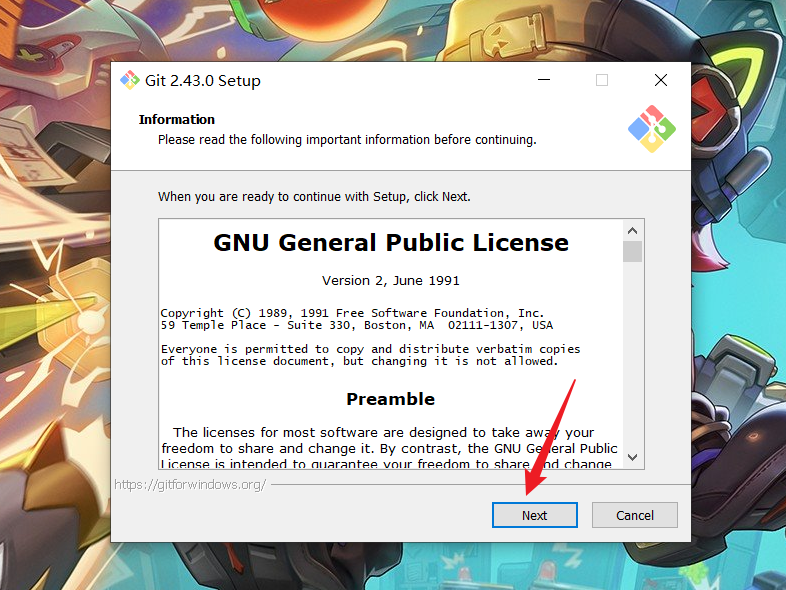 Git 2.43.0 Setup
Information
Please read the following important information before continuing.
When you are ready to continue with Setup, click Next.
GNU General Public License
Version 2, June 1991
Copyright (C) 1989, 1991 Free Software Foundation, Inc.
59 Temple Place - Suite 330, Boston, MA  02111-1307, USA
Everyone is permitted to copy and distribute verbatim copies
of this license document, but changing it is not allowed.
Preamble
The licenses for most software are designed to take away your
freedom to share and change it. By contrast, the GNU General Public
License is intended to guarantee your freedom to share and change
https://gitforwindows.org/
Next
Cancel